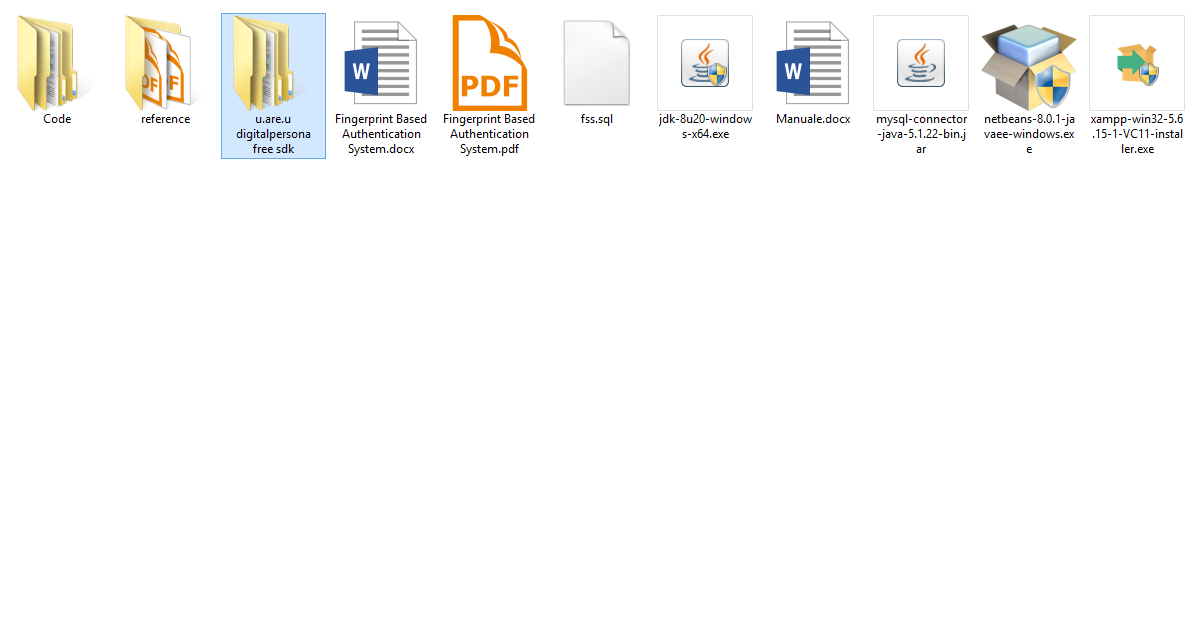 Code
reference
u.are.u
digitalpersona
free sdk
Fingerprint Based
Authentication
System.docx
PDF
Fingerprint Based
Authentication
System.pdf
fss.sql
jdk-8u20-window
s-x64.exe
W
Manuale.docx
mysql-connector
-java-5.1.22-bin.j
ar
netbeans-8.0.1-ja
vaee-windows.ex
e
xampp-win32-5.6
.15-1-VC11-instal
ler.exe
W
DF
F